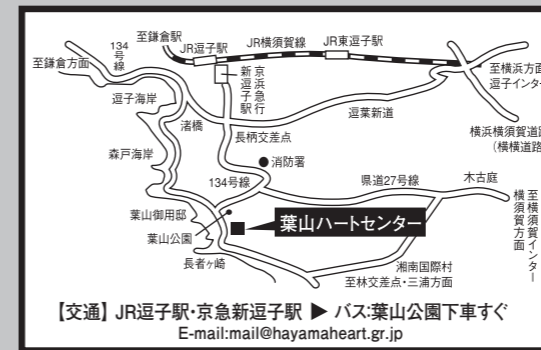 134号線
至鎌倉駅
JR逗子駅
JR横須賀線
JR東逗子駅
至鎌倉方面
京浜急行
新逗子駅
至横浜方面
逗子インター
逗子海岸
渚橋
逗葉新道
長柄交差点
横浜横須賀道路
(横横道路
森戸海岸
消防署
134号線
県道27号線
木古庭
至横須賀インター
横須賀方面
葉山御用邸
葉山公園
葉山ハートセンター
長者ヶ崎
湘南国際村
至林交差点・三浦方面
【交通】JR逗子駅・京急新逗子駅 ▶ バス:葉山公園下車すぐ
E-mail:mail@hayamaheart.gr.jp